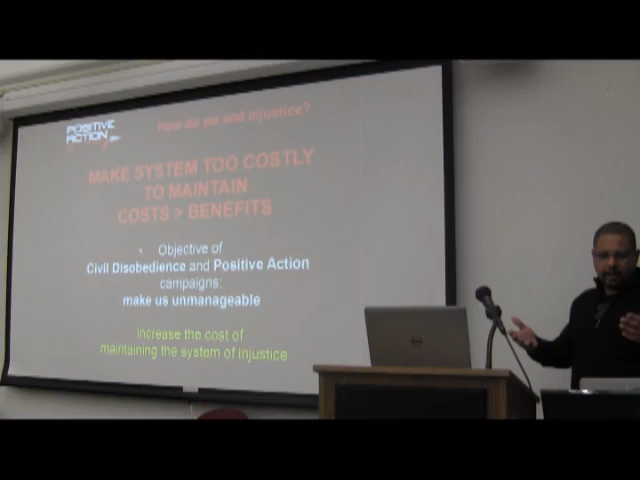 POSITIVE
ACTION
How do we end injustice?
MAKE SYSTEM TOO COSTLY
TO MAINTAIN
COSTS > BENEFITS
• Objective of
Civil Disobedience and Positive Action
campaigns:
make us unmanageable
increase the cost of
maintaining the system of injustice
DELL